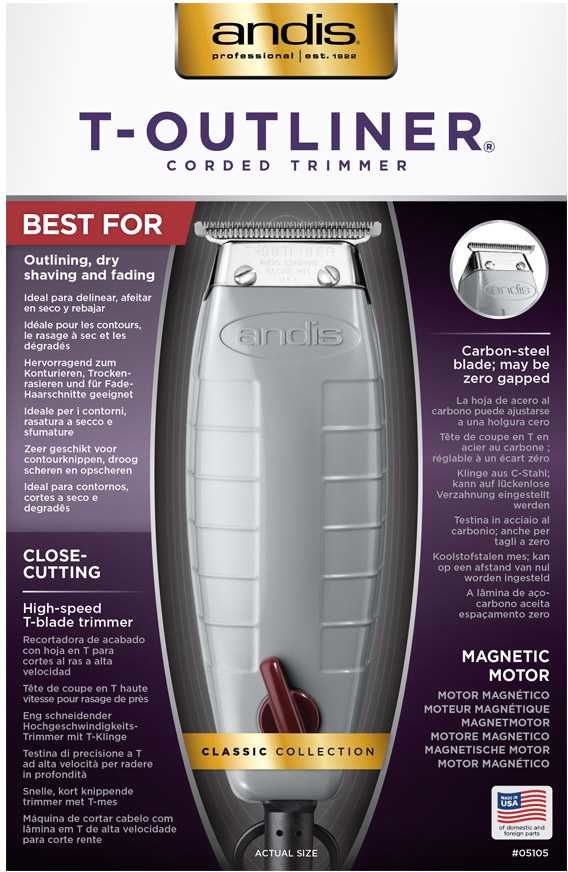 andis®
professional | est. 1922
T-OUTLINER®
CORDED TRIMMER
BEST FOR
Outlining, dry
shaving and fading
Ideal para delinear, afeitar
en seco y rebajar
Idéale pour les contours,
le rasage à sec et les
dégradés
Hervorragend zum
Konturieren, Trocken-
rasieren und für Fade-
Haarschnitte geeignet
Ideale per i contorni,
rasatura a secco e
sfumature
Zeer geschikt voor
contourknippen, droog
scheren en opscheren
Ideal para contornos,
cortes a seco e
degradês
CLOSE-
CUTTING
High-speed
T-blade trimmer
Recortadora de acabado
con hoja en T para
cortes al ras a alta
velocidad
Tête de coupe en T haute
vitesse pour rasage de près
Eng schneidender
Hochgeschwindigkeits-
Trimmer mit T-Klinge
Testina di precisione a T
ad alta velocità per radere
in profondità
Snelle, kort knippende
trimmer met T-mes
Máquina de cortar cabelo com
lâmina em T de alta velocidade
para corte rente
T-OUTLINER
ANDIS COMPANY
RACINE WIS.
U.S.A.
andis
CLASSIC COLLECTION
ACTUAL SIZE
Carbon-steel
blade; may be
zero gapped
La hoja de acero al
carbono puede ajustarse
a una holgura cero
Tête de coupe en T en
acier au carbone ;
réglable à un écart zéro
Klinge aus C-Stahl;
kann auf lückenlose
Verzahnung eingestellt
werden
Testina in acciaio al
carbonio; anche per
tagli a zero
Koolstofstalen mes; kan
op een afstand van nul
worden ingesteld
A lâmina de aço-
carbono aceita
espaçamento zero
MAGNETIC
MOTOR
MOTOR MAGNÉTICO
MOTEUR MAGNÉTIQUE
MAGNETMOTOR
MOTORE MAGNETICO
MAGNETISCHE MOTOR
MOTOR MAGNÉTICO
MADE IN
USA
of domestic and
foreign parts
#05105